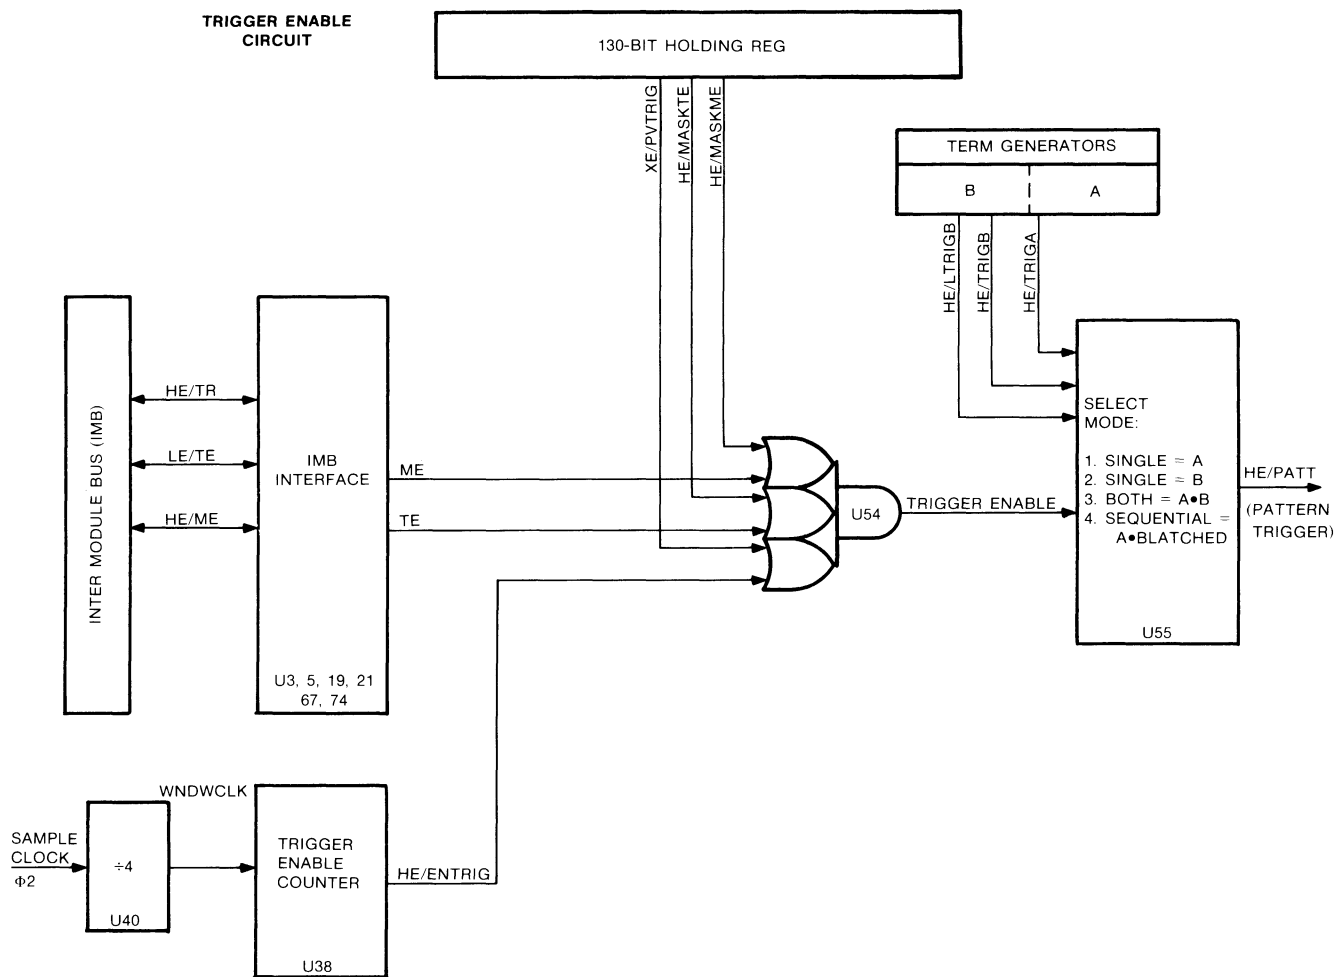 TRIGGER ENABLE
CIRCUIT
130-BIT HOLDING REG
XE/PVTRIG
HE/MASKTE
HE/MASKME
TERM GENERATORS
B
A
HE/LTRIGB
HE/TRIGB
HE/TRIGA
INTER MODULE BUS (IMB)
HE/TR
LE/TE
HE/ME
IMB
INTERFACE
U3, 5, 19, 21
67, 74
ME
TE
U54
TRIGGER ENABLE
SELECT
MODE:
1. SINGLE = A
2. SINGLE = B
3. BOTH = A•B
4. SEQUENTIAL =
A•BLATCHED
U55
HE/PATT
(PATTERN
TRIGGER)
SAMPLE
CLOCK
Φ2
÷4
U40
WNDWCLK
TRIGGER
ENABLE
COUNTER
U38
HE/ENTRIG